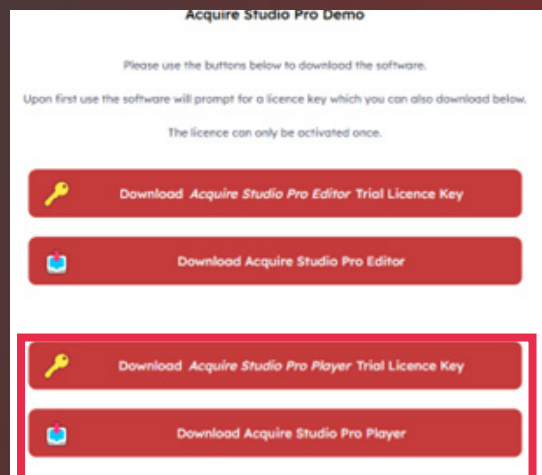 Acquire Studio Pro Demo
Please use the buttons below to download the software.
Upon first use the software will prompt for a licence key which you can also download below.
The licence can only be activated once.
Download Acquire Studio Pro Editor Trial Licence Key
Download Acquire Studio Pro Editor
Download Acquire Studio Pro Player Trial Licence Key
Download Acquire Studio Pro Player